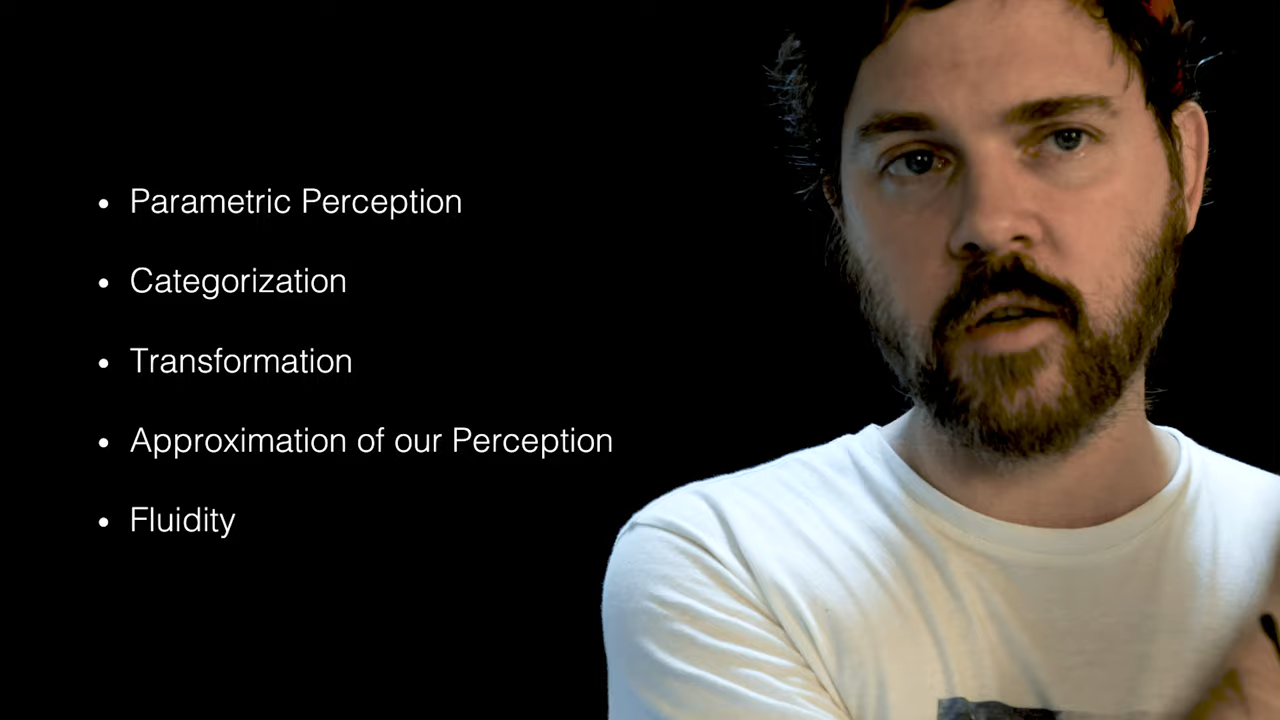 Parametric Perception
Categorization
Transformation
Approximation of our Perception
Fluidity